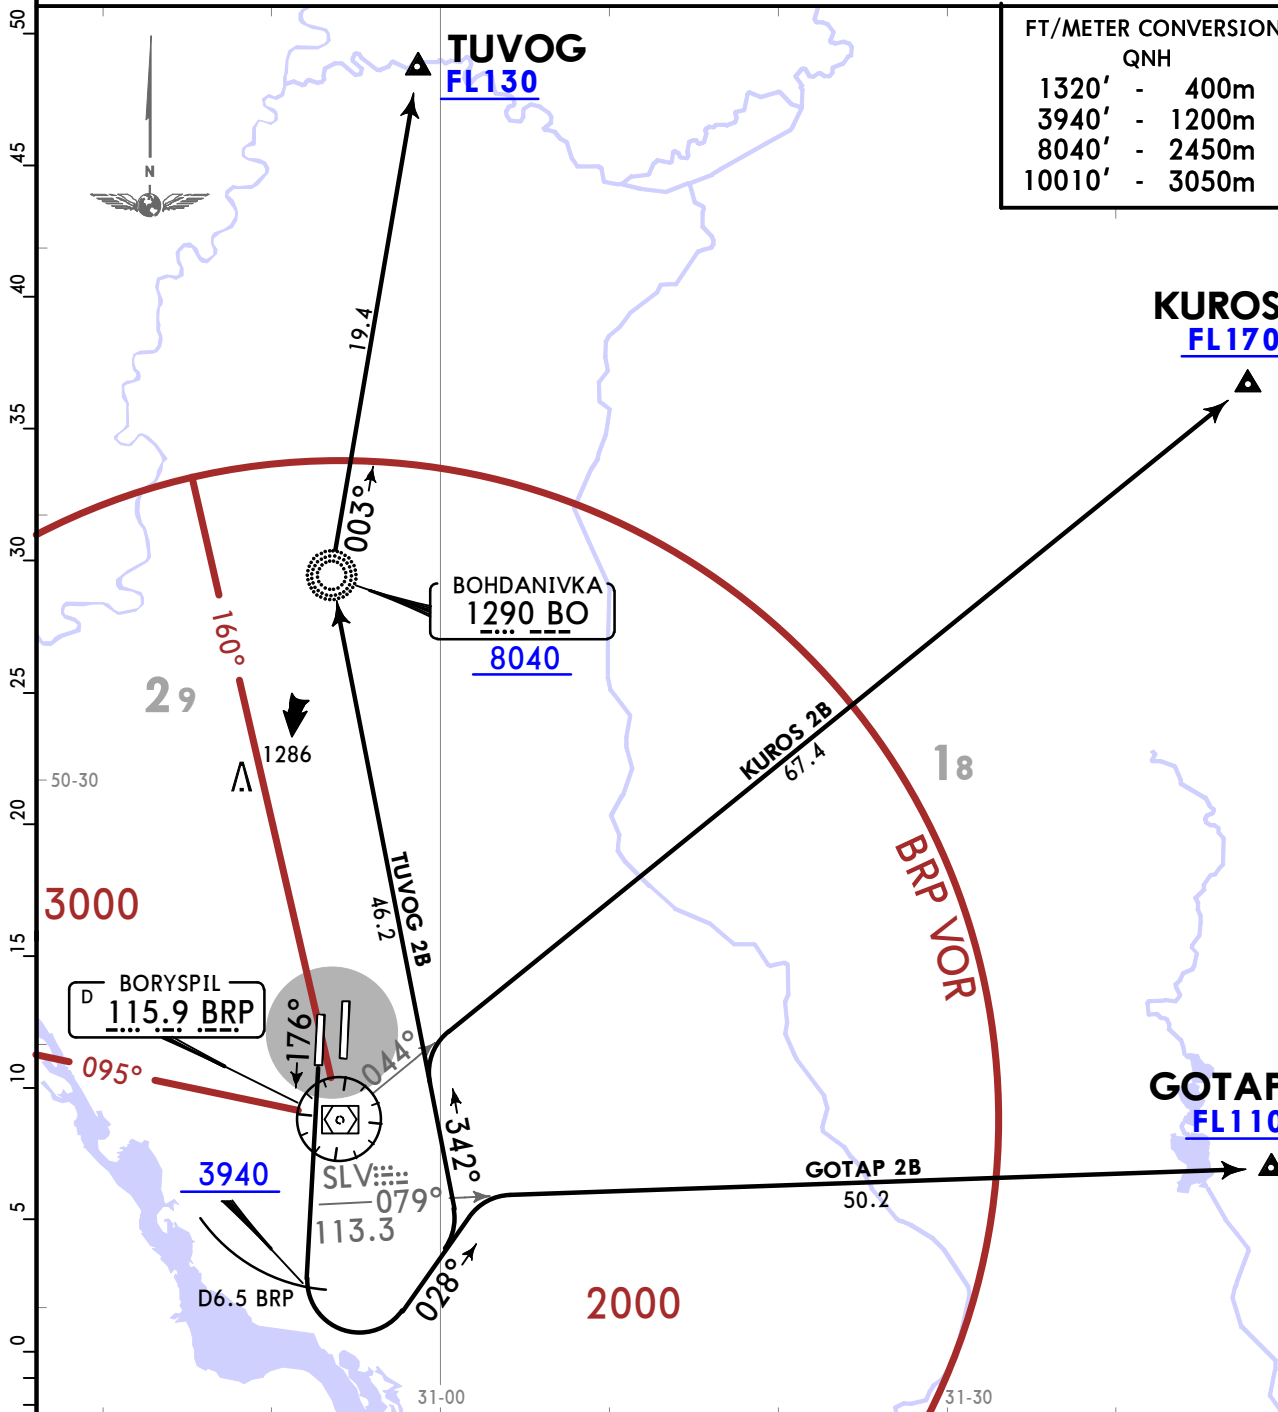 50
45
40
35
30
25
20
15
10
5
0
TUVOG
FL130
FT/METER CONVERSION
QNH
1320' - 400m
3940' - 1200m
8040' - 2450m
10010' - 3050m
N
KUROS
FL170
19.4
003°
BOHDANIVKA
1290 BO
8040
160°
29
1286
50-30
KUROS 2B
67.4
18
BRP VOR
TUVOG 2B
46.2
3000
BORYSPIL
D 115.9 BRP
176°
044°
095°
342°
GOTAP
FL110
3940
SLV
079°
113.3
GOTAP 2B
50.2
D6.5 BRP
028°
2000
31-00
31-30